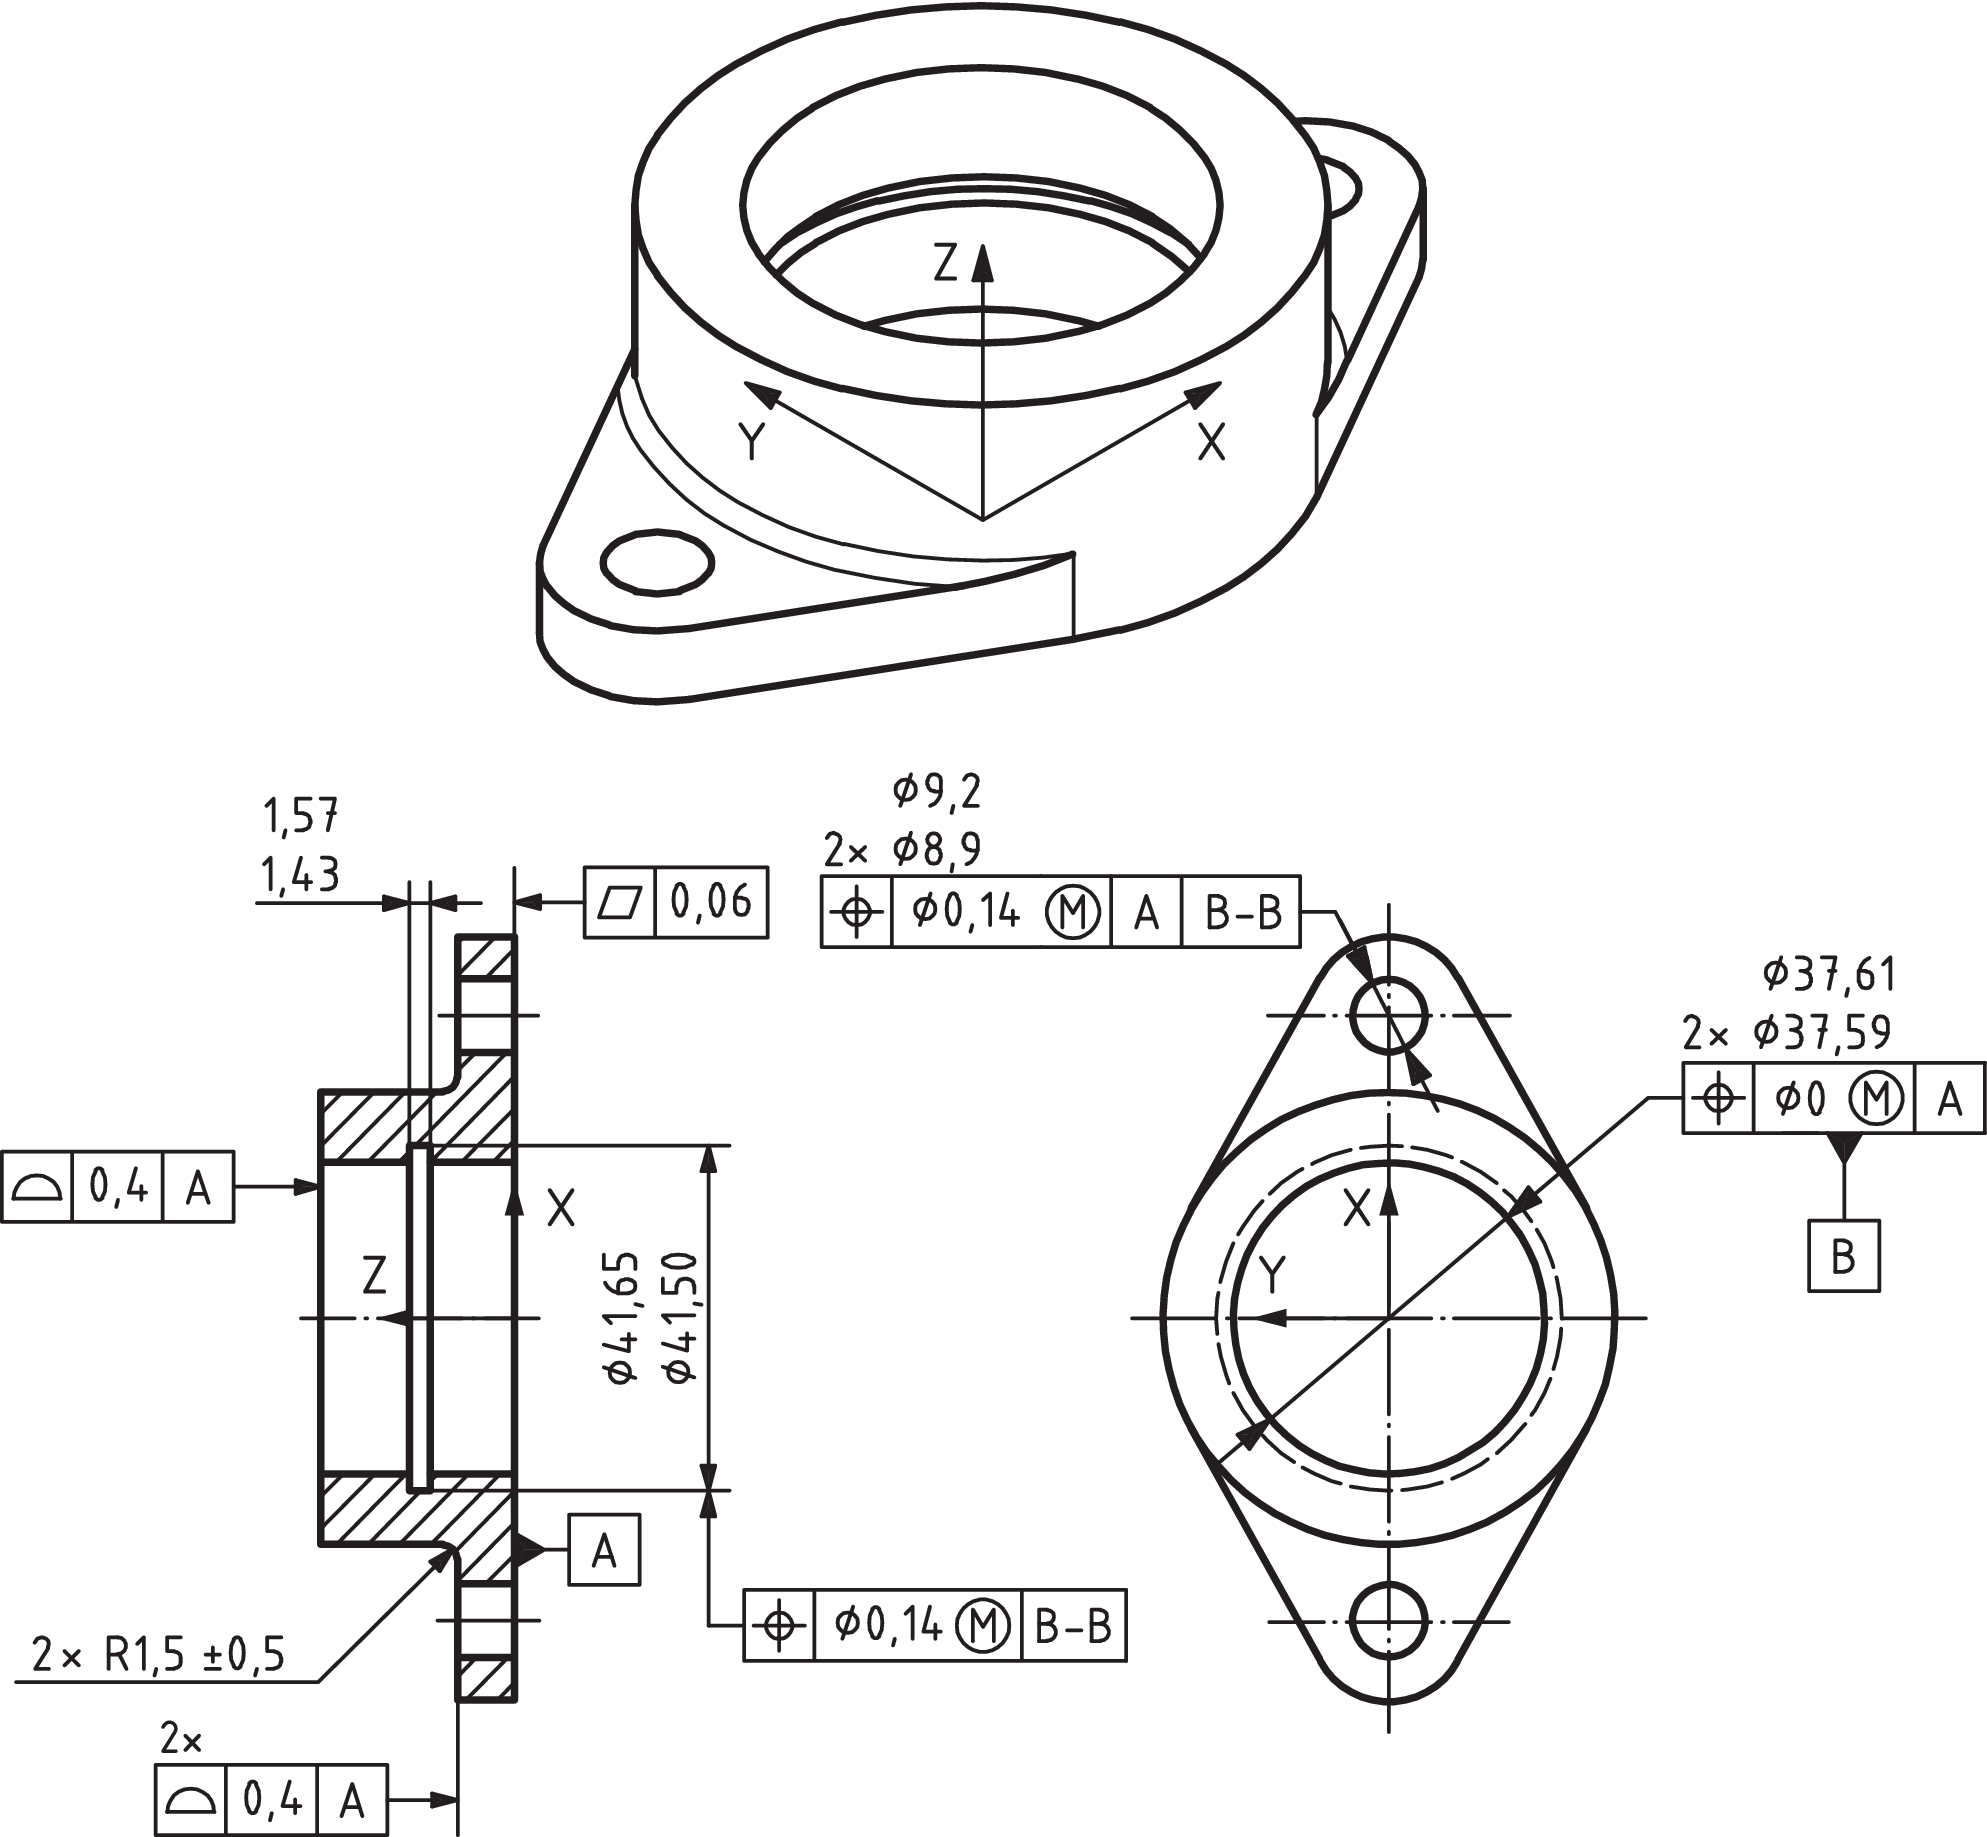 Z
Y
X
ϕ9,2
2× ϕ8,9
⌖ ϕ0,14 Ⓜ A B-B
1,57
1,43
⏥ 0,06
ϕ37,61
2× ϕ37,59
⌖ ϕ0 Ⓜ A
B
⌓ 0,4 A
X
Z
ϕ41,65
ϕ41,50
X
Y
A
⌖ ϕ0,14 Ⓜ B-B
2× R1,5 ±0,5
2×
⌓ 0,4 A